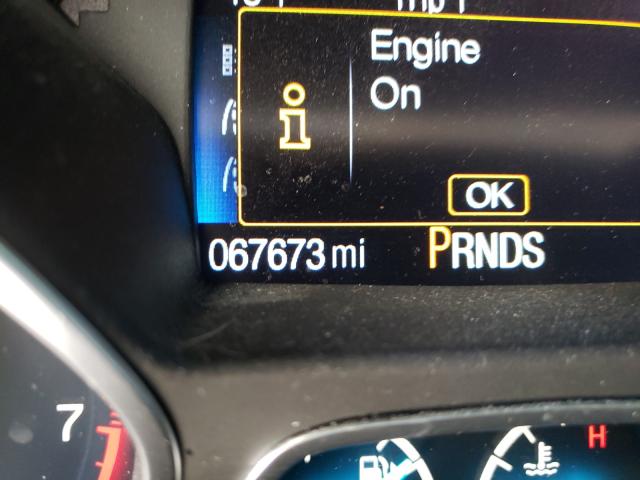 Engine
On
i
OK
067673 mi PRNDS
7
H